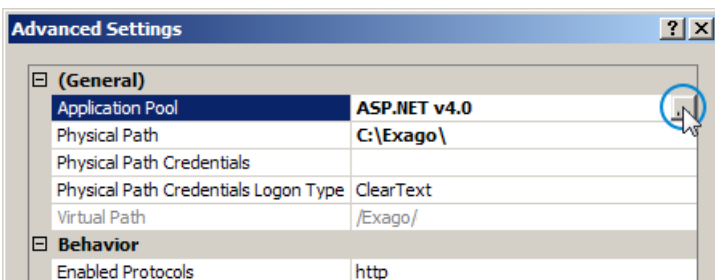 Advanced Settings ? X
(General)
Application Pool ASP.NET v4.0
Physical Path C:\Exago\
Physical Path Credentials
Physical Path Credentials Logon Type ClearText
Virtual Path /Exago/
Behavior
Enabled Protocols http